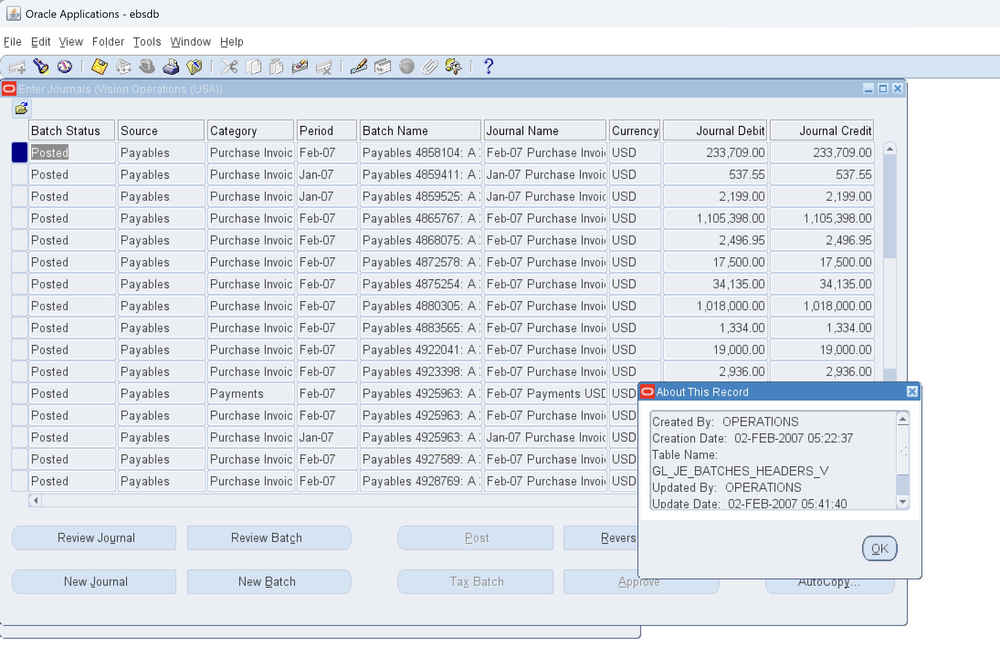 Oracle Applications - ebsdb
File Edit View Folder Tools Window Help
Enter Journals (Vision Operations (USA))
Batch Status Source Category Period Batch Name Journal Name Currency Journal Debit Journal Credit
Posted Payables Purchase Invoic Feb-07 Payables 4858104: A Feb-07 Purchase Invoi USD 233,709.00 233,709.00
Posted Payables Purchase Invoic Jan-07 Payables 4859411: A Jan-07 Purchase Invoic USD 537.55 537.55
Posted Payables Purchase Invoic Jan-07 Payables 4859525: A Jan-07 Purchase Invoic USD 2,199.00 2,199.00
Posted Payables Purchase Invoic Feb-07 Payables 4865767: A Feb-07 Purchase Invoi USD 1,105,398.00 1,105,398.00
Posted Payables Purchase Invoic Feb-07 Payables 4868075: A Feb-07 Purchase Invoi USD 2,496.95 2,496.95
Posted Payables Purchase Invoic Feb-07 Payables 4872578: A Feb-07 Purchase Invoi USD 17,500.00 17,500.00
Posted Payables Purchase Invoic Feb-07 Payables 4875254: A Feb-07 Purchase Invoi USD 34,135.00 34,135.00
Posted Payables Purchase Invoic Feb-07 Payables 4880305: A Feb-07 Purchase Invoi USD 1,018,000.00 1,018,000.00
Posted Payables Purchase Invoic Feb-07 Payables 4883565: A Feb-07 Purchase Invoi USD 1,334.00 1,334.00
Posted Payables Purchase Invoic Feb-07 Payables 4922041: A Feb-07 Purchase Invoi USD 19,000.00 19,000.00
Posted Payables Purchase Invoic Feb-07 Payables 4923398: A Feb-07 Purchase Invoi USD 2,936.00 2,936.00
Posted Payables Payments Feb-07 Payables 4925963: A Feb-07 Payments USD USD
Posted Payables Purchase Invoic Feb-07 Payables 4925963: A Feb-07 Purchase Invoi USD
Posted Payables Purchase Invoic Jan-07 Payables 4925963: A Jan-07 Purchase Invoic USD
Posted Payables Purchase Invoic Feb-07 Payables 4927589: A Feb-07 Purchase Invoi USD
Posted Payables Purchase Invoic Feb-07 Payables 4928769: A Feb-07 Purchase Invoi USD
About This Record
Created By: OPERATIONS
Creation Date: 02-FEB-2007 05:22:37
Table Name:
GL_JE_BATCHES_HEADERS_V
Updated By: OPERATIONS
Update Date: 02-FEB-2007 05:41:40
OK
Review Journal Review Batch Post Revers
New Journal New Batch Tax Batch Approve AutoCopy...